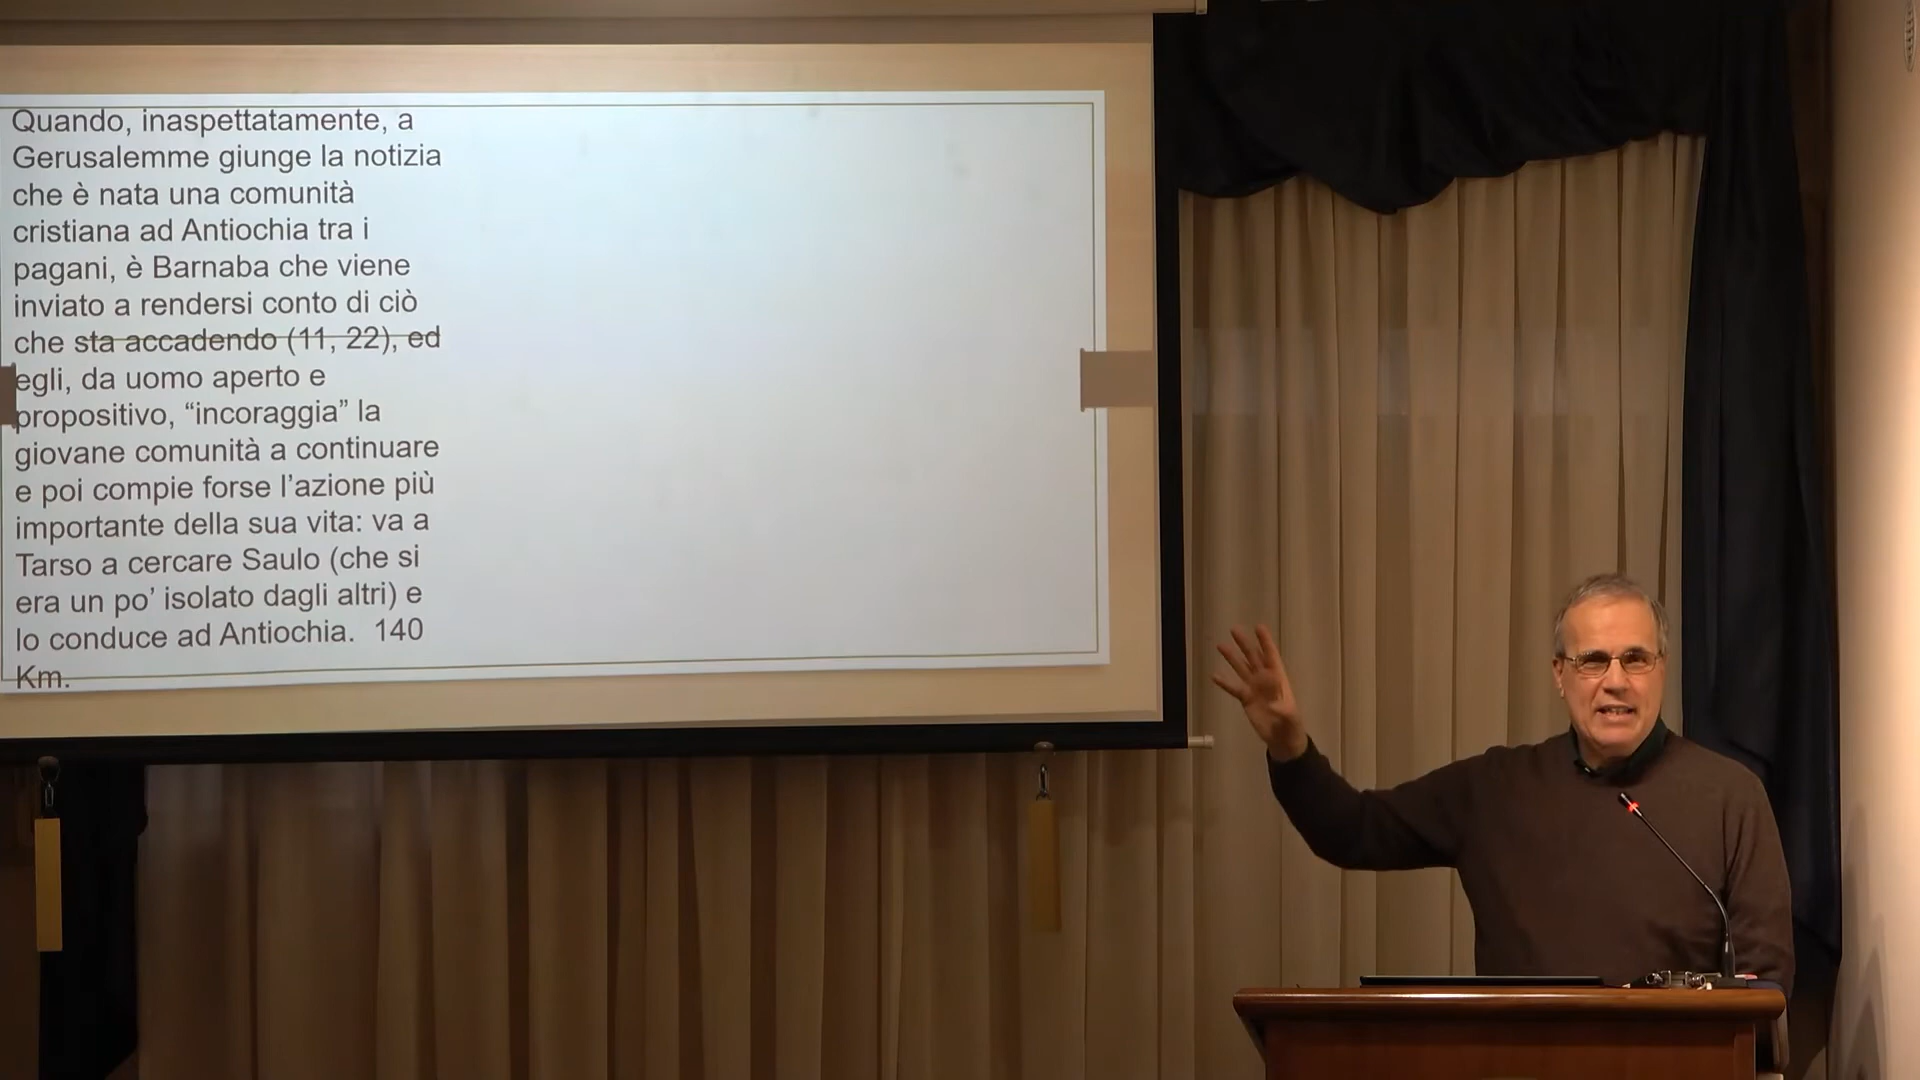 Quando, inaspettatamente, a
Gerusalemme giunge la notizia
che è nata una comunità
cristiana ad Antiochia tra i
pagani, è Barnaba che viene
inviato a rendersi conto di ciò
che sta accadendo (11, 22), ed
egli, da uomo aperto e
propositivo, “incoraggia” la
giovane comunità a continuare
e poi compie forse l’azione più
importante della sua vita: va a
Tarso a cercare Saulo (che si
era un po’ isolato dagli altri) e
lo conduce ad Antiochia.  140
Km.